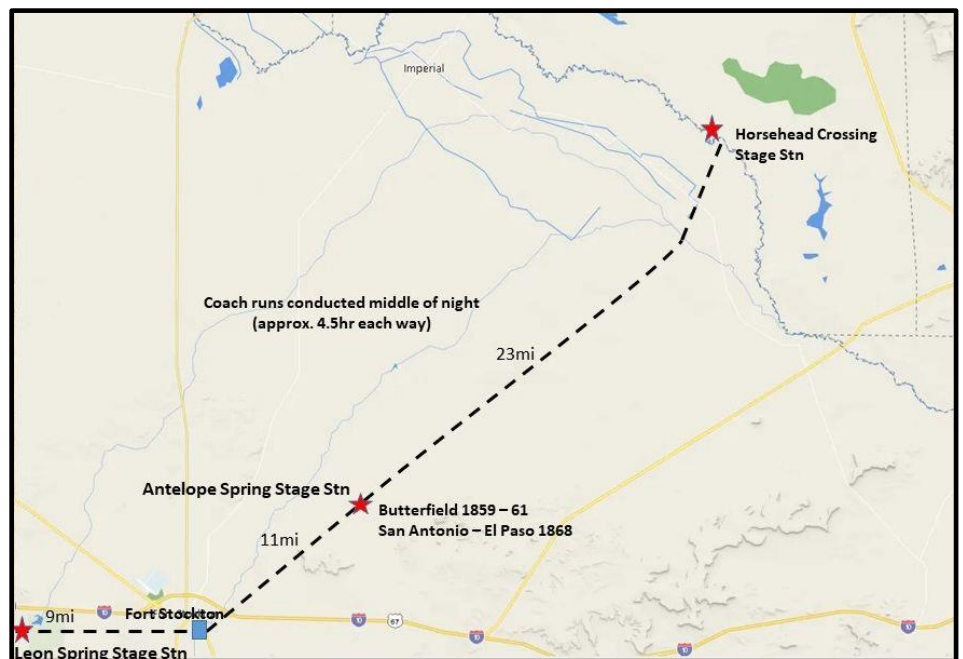 Imperial
Horsehead Crossing
Stage Stn
Coach runs conducted middle of night
(approx. 4.5hr each way)
23mi
Antelope Spring Stage Stn
Butterfield 1859 – 61
San Antonio – El Paso 1868
11mi
9mi
Fort Stockton
10
10
67
10
10
10
Leon Spring Stage Stn